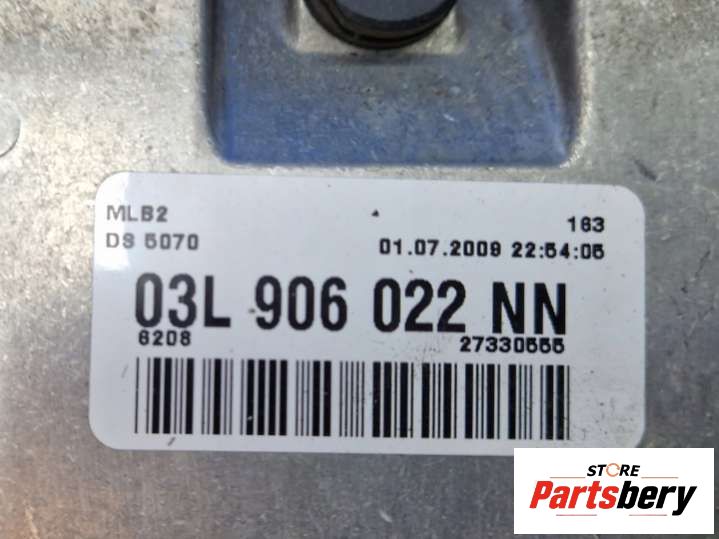 MLB2
163
DS 5070
01.07.2009 22:54:05
03L 906 022 NN
6208
27330555
STORE
Partsbery